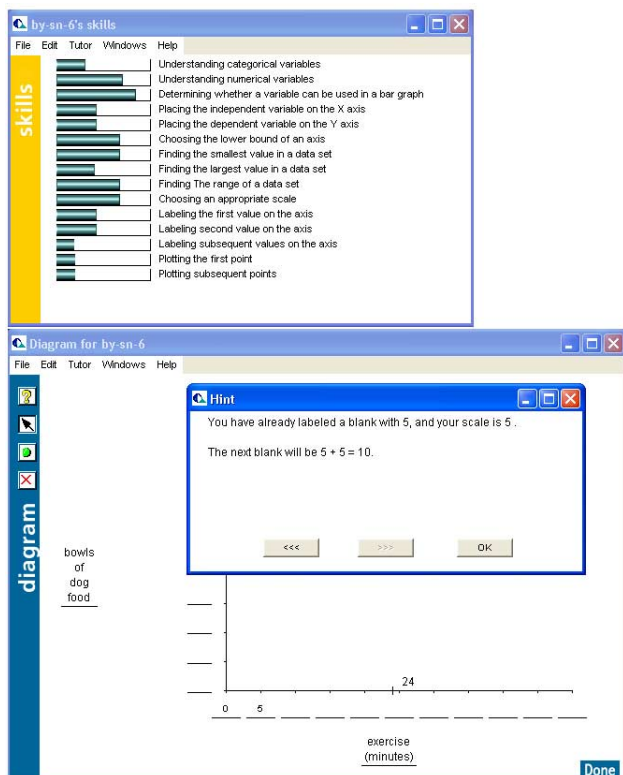 by-sn-6's skills
File Edit Tutor Windows Help
skills
Understanding categorical variables
Understanding numerical variables
Determining whether a variable can be used in a bar graph
Placing the independent variable on the X axis
Placing the dependent variable on the Y axis
Choosing the lower bound of an axis
Finding the smallest value in a data set
Finding the largest value in a data set
Finding The range of a data set
Choosing an appropriate scale
Labeling the first value on the axis
Labeling second value on the axis
Labeling subsequent values on the axis
Plotting the first point
Plotting subsequent points
Diagram for by-sn-6
File Edit Tutor Windows Help
diagram
Hint
You have already labeled a blank with 5, and your scale is 5 .
The next blank will be 5 + 5 = 10.
<<< >>> OK
bowls
of
dog
food
24
0 5
exercise
(minutes)
Done